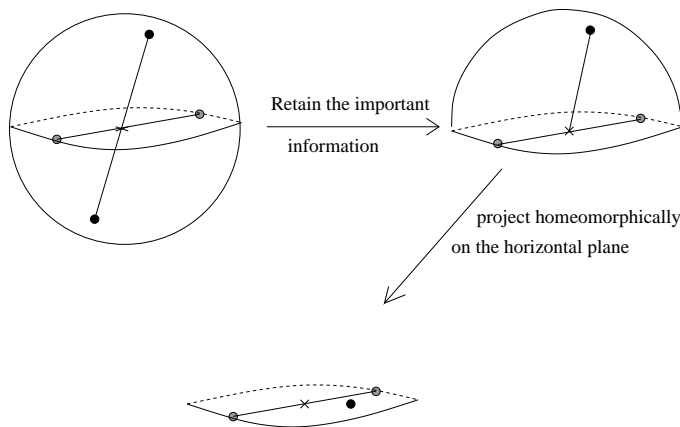 Retain the important
information
project homeomorphically
on the horizontal plane